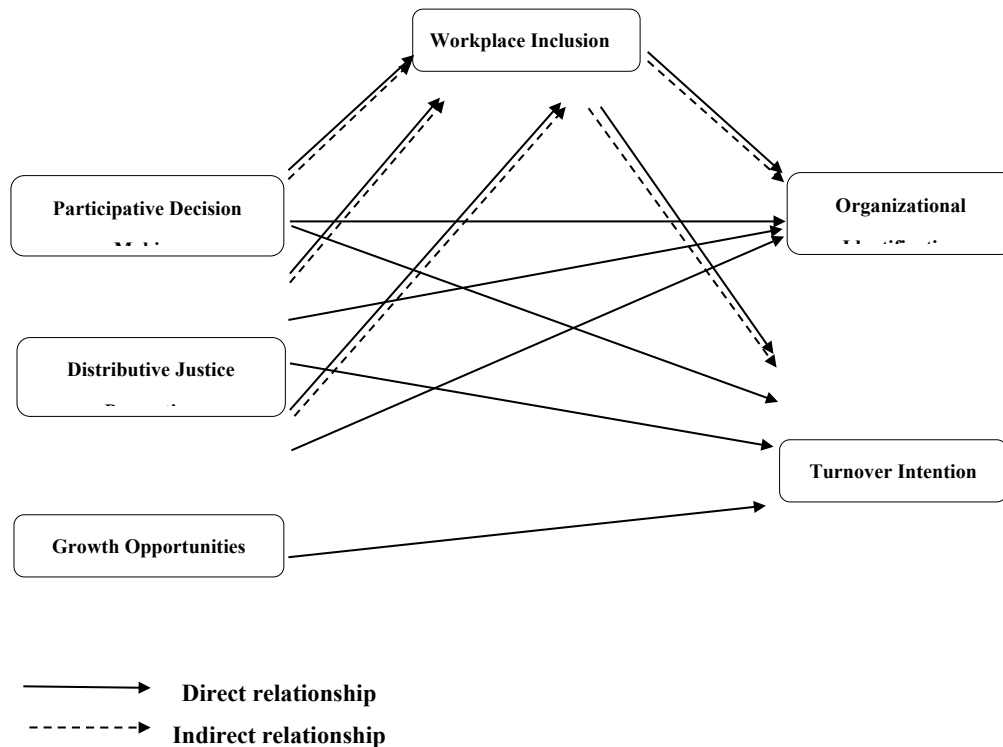 Workplace Inclusion
Participative Decision
Organizational
Distributive Justice
Turnover Intention
Growth Opportunities
Direct relationship
Indirect relationship